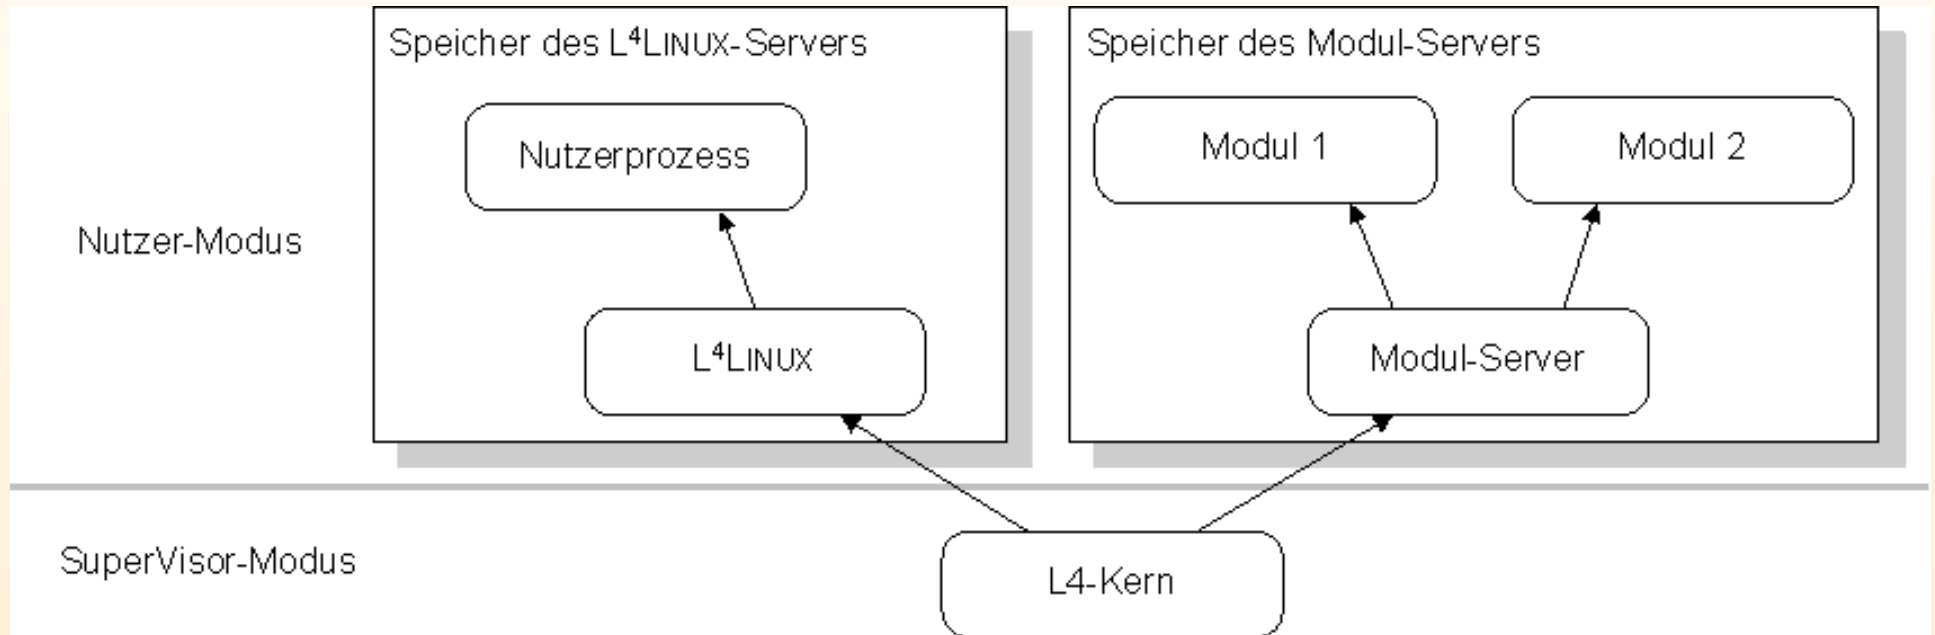 Speicher des L⁴LINUX-Servers
Speicher des Modul-Servers
Nutzerprozess
Modul 1
Modul 2
Nutzer-Modus
L⁴LINUX
Modul-Server
SuperVisor-Modus
L4-Kern